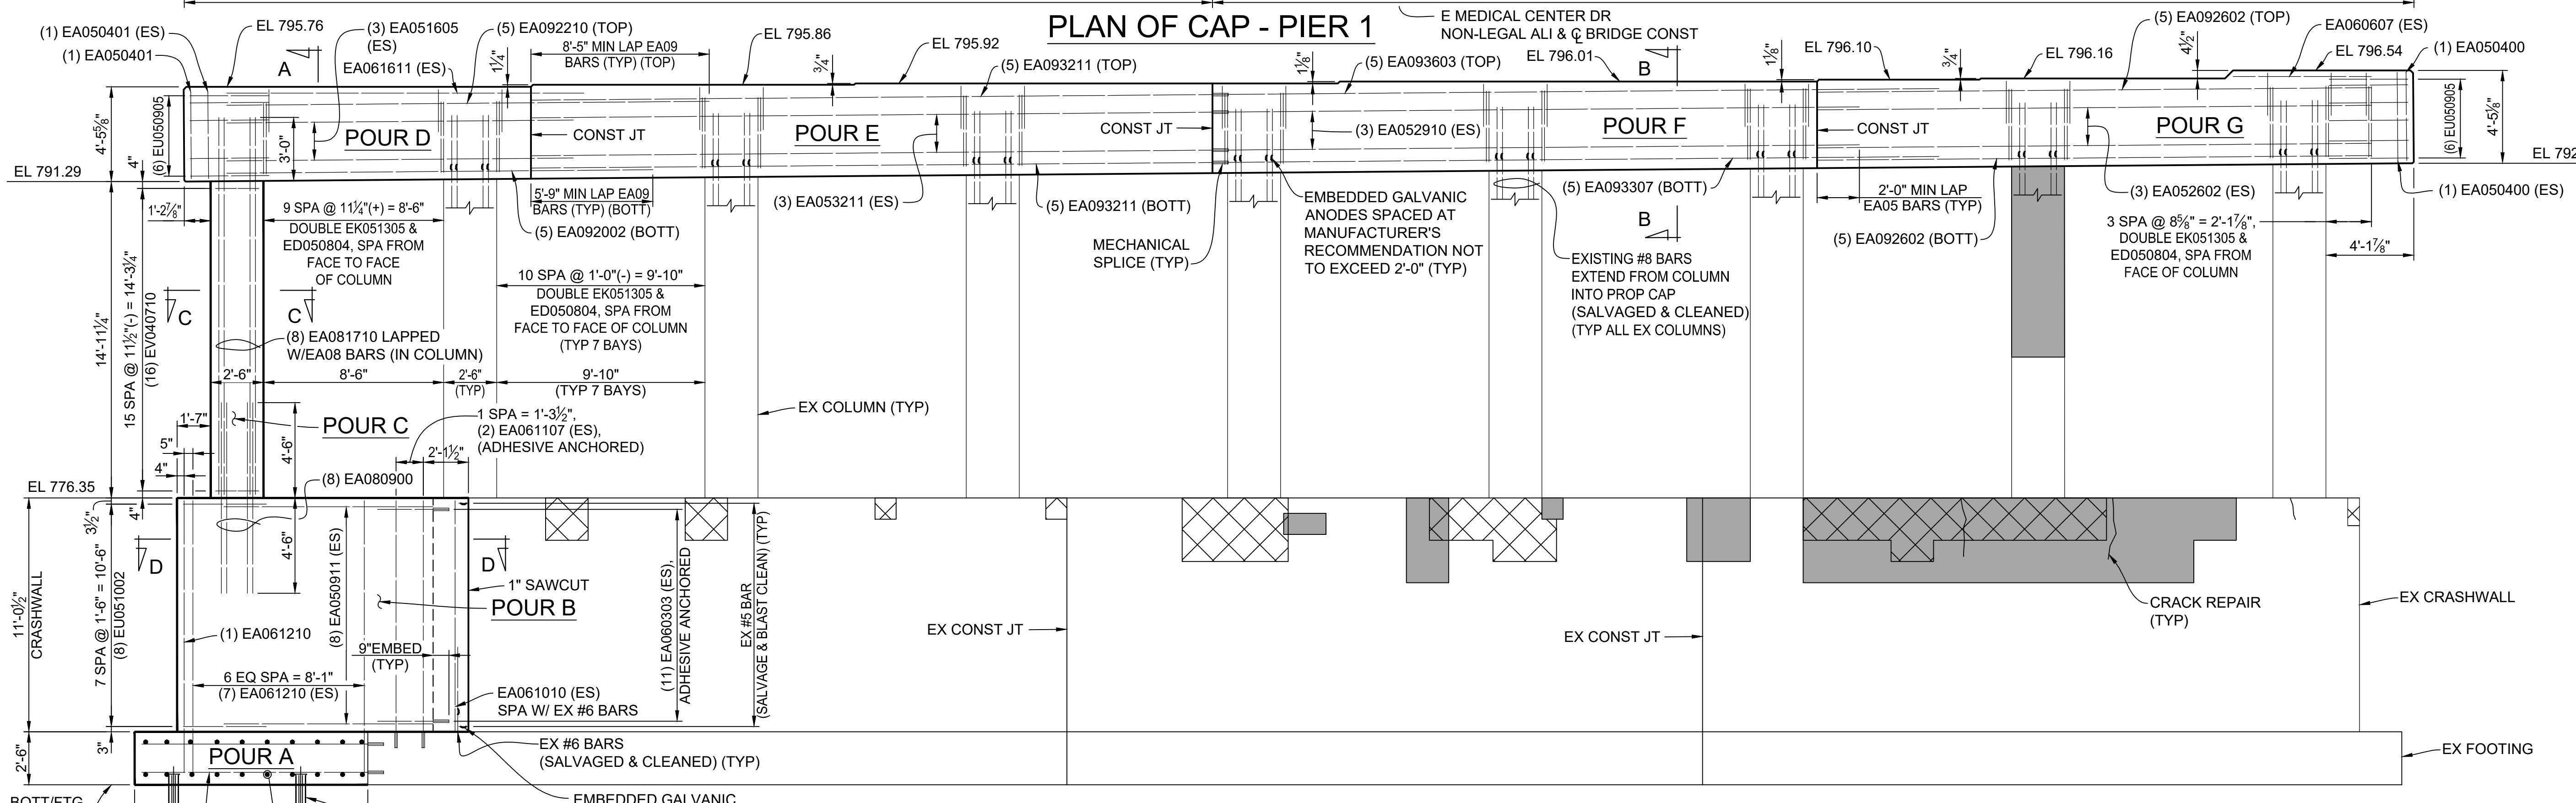 PLAN OF CAP - PIER 1
E MEDICAL CENTER DR
NON-LEGAL ALI & ℄ BRIDGE CONST
(1) EA050401 (ES)
(1) EA050401
EL 795.76
A
(3) EA051605
(ES)
(5) EA092210 (TOP)
EA061611 (ES)
1¼"
8'-5" MIN LAP EA09
BARS (TYP) (TOP)
EL 795.86
¾"
EL 795.92
(5) EA093211 (TOP)
1⅛"
(5) EA093603 (TOP)
EL 796.01
B
1⅛"
EL 796.10
¾"
EL 796.16
(5) EA092602 (TOP)
4½"
EA060607 (ES)
EL 796.54
(1) EA050400
4'-5⅝"
(6) EU050905
4"
3'-0"
POUR D
CONST JT
POUR E
CONST JT
(3) EA052910 (ES)
POUR F
CONST JT
POUR G
(6) EU050905
4'-5⅛"
EL 791.29
EL 792
1'-2⅞"
9 SPA @ 11¼"(+) = 8'-6"
DOUBLE EK051305 &
ED050804, SPA FROM
FACE TO FACE
OF COLUMN
5'-9" MIN LAP EA09
BARS (TYP) (BOTT)
(5) EA092002 (BOTT)
(3) EA053211 (ES)
(5) EA093211 (BOTT)
MECHANICAL
SPLICE (TYP)
EMBEDDED GALVANIC
ANODES SPACED AT
MANUFACTURER'S
RECOMMENDATION NOT
TO EXCEED 2'-0" (TYP)
(5) EA093307 (BOTT)
B
EXISTING #8 BARS
EXTEND FROM COLUMN
INTO PROP CAP
(SALVAGED & CLEANED)
(TYP ALL EX COLUMNS)
2'-0" MIN LAP
EA05 BARS (TYP)
(5) EA092602 (BOTT)
(3) EA052602 (ES)
(1) EA050400 (ES)
3 SPA @ 8⅝" = 2'-1⅞",
DOUBLE EK051305 &
ED050804, SPA FROM
FACE OF COLUMN
4'-1⅞"
10 SPA @ 1'-0"(-) = 9'-10"
DOUBLE EK051305 &
ED050804, SPA FROM
FACE TO FACE OF COLUMN
(TYP 7 BAYS)
14'-11¼"
15 SPA @ 11½"(-) = 14'-3¼"
(16) EV040710
C
C
(8) EA081710 LAPPED
W/EA08 BARS (IN COLUMN)
2'-6"
8'-6"
2'-6"
(TYP)
9'-10"
(TYP 7 BAYS)
EX COLUMN (TYP)
1'-7"
POUR C
4'-6"
1 SPA = 1'-3½",
(2) EA061107 (ES),
(ADHESIVE ANCHORED)
2'-1½"
5"
4"
(8) EA080900
EL 776.35
3½"
4"
4'-6"
D
D
11'-0½"
CRASHWALL
7 SPA @ 1'-6" = 10'-6"
(8) EU051002
(8) EA050911 (ES)
1" SAWCUT
POUR B
(11) EA060303 (ES),
ADHESIVE ANCHORED
EX #5 BAR
(SALVAGE & BLAST CLEAN) (TYP)
(1) EA061210
9"EMBED
(TYP)
6 EQ SPA = 8'-1"
(7) EA061210 (ES)
EA061010 (ES)
SPA W/ EX #6 BARS
EX CONST JT
EX CONST JT
CRACK REPAIR
(TYP)
EX CRASHWALL
2'-6"
3"
POUR A
EX #6 BARS
(SALVAGED & CLEANED) (TYP)
EX FOOTING
BOTT/FTG
EMBEDDED GALVANIC